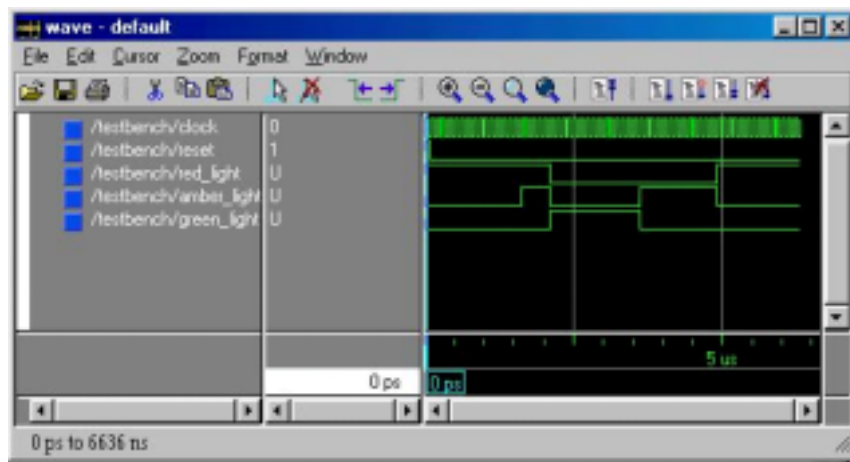 wave - default
File Edit Cursor Zoom Format Window
/testbench/clock 0
/testbench/reset 1
/testbench/red_light U
/testbench/amber_light U
/testbench/green_light U
5 us
0 ps 0 ps
0 ps to 6636 ns